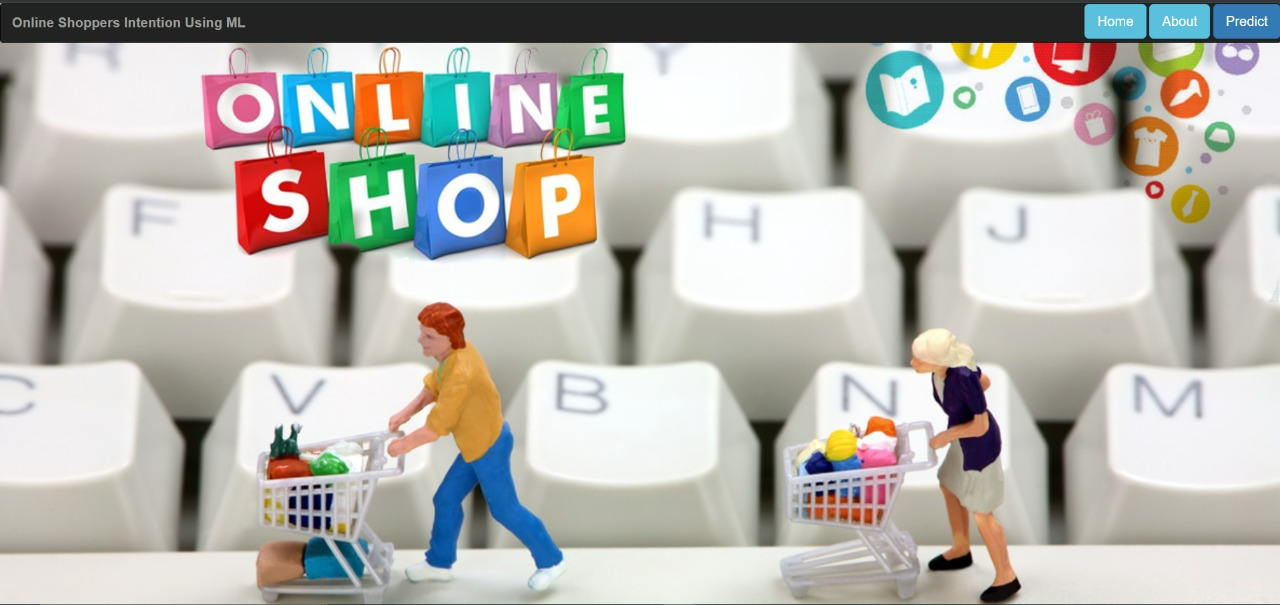 Online Shoppers Intention Using ML
Home About Predict
ONLINE
SHOP
F H J
C V B N M